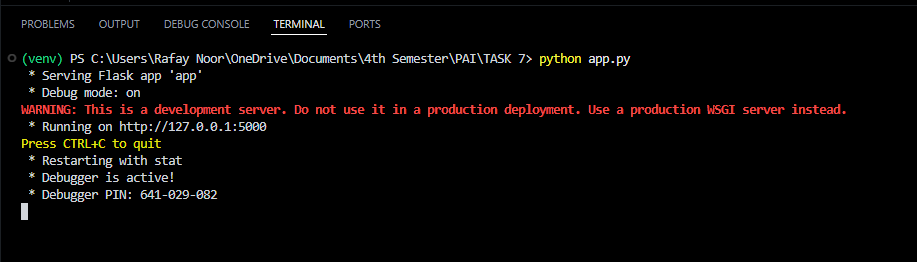 PROBLEMS OUTPUT DEBUG CONSOLE TERMINAL PORTS
(venv) PS C:\Users\Rafay Noor\OneDrive\Documents\4th Semester\PAI\TASK 7> python app.py
* Serving Flask app 'app'
* Debug mode: on
WARNING: This is a development server. Do not use it in a production deployment. Use a production WSGI server instead.
* Running on http://127.0.0.1:5000
Press CTRL+C to quit
* Restarting with stat
* Debugger is active!
* Debugger PIN: 641-029-082